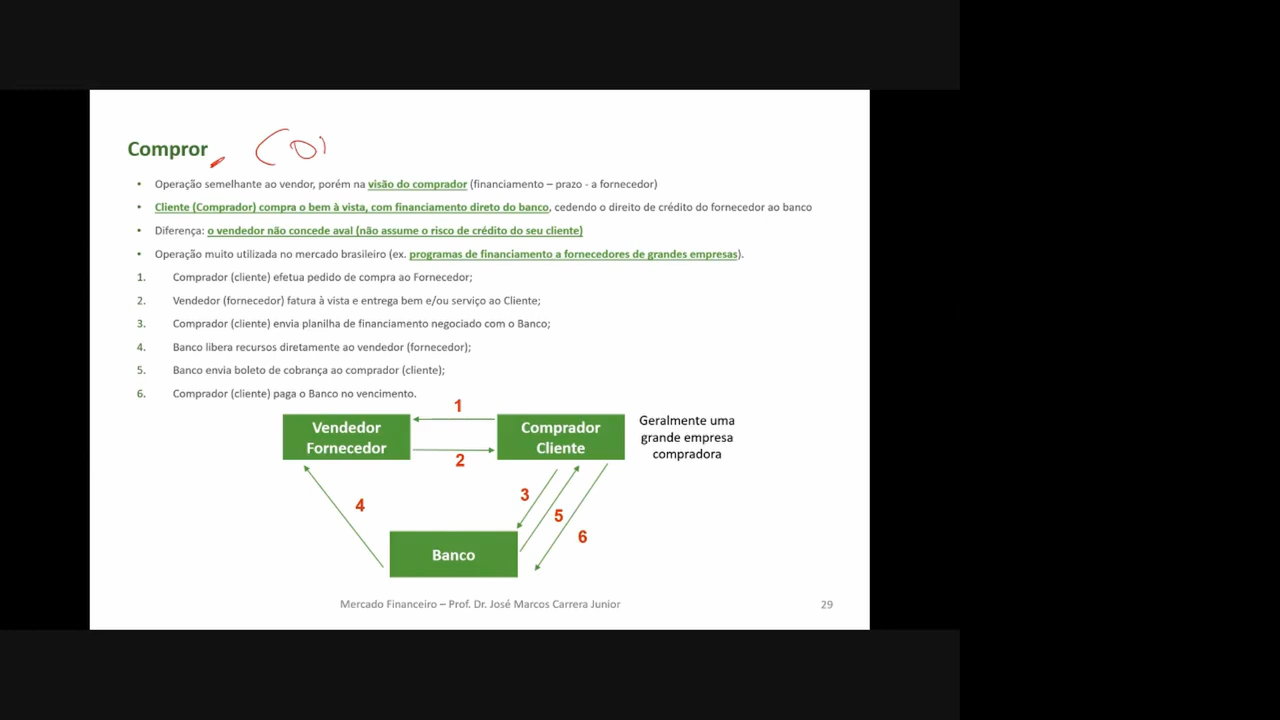 Compror
• Operação semelhante ao vendor, porém na visão do comprador (financiamento – prazo - a fornecedor)
• Cliente (Comprador) compra o bem à vista, com financiamento direto do banco, cedendo o direito de crédito do fornecedor ao banco
• Diferença: o vendedor não concede aval (não assume o risco de crédito do seu cliente)
• Operação muito utilizada no mercado brasileiro (ex. programas de financiamento a fornecedores de grandes empresas).
1. Comprador (cliente) efetua pedido de compra ao Fornecedor;
2. Vendedor (fornecedor) fatura à vista e entrega bem e/ou serviço ao Cliente;
3. Comprador (cliente) envia planilha de financiamento negociado com o Banco;
4. Banco libera recursos diretamente ao vendedor (fornecedor);
5. Banco envia boleto de cobrança ao comprador (cliente);
6. Comprador (cliente) paga o Banco no vencimento.
Vendedor
Fornecedor
1
2
Comprador
Cliente
Geralmente uma
grande empresa
compradora
3
4
5
6
Banco
Mercado Financeiro – Prof. Dr. José Marcos Carrera Junior
29